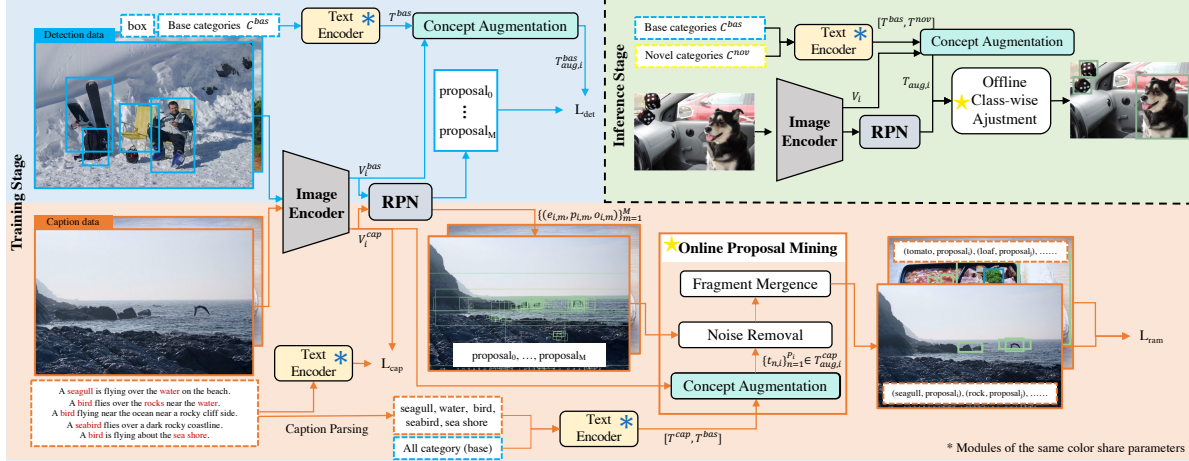 Training Stage
Detection data
box
Base categories C^bas
Text Encoder
T^bas
Concept Augmentation
T^bas_aug,i
proposal_0
⋮
proposal_M
L_det
Image Encoder
V_i^bas
RPN
V_i^cap
Caption data
{(e_i,m, p_i,m, o_i,m)}^M_m=1
proposal_0, …, proposal_M
Text Encoder
L_cap
A seagull is flying over the water on the beach.
A bird flies over the rocks near the water.
A bird flying near the ocean near a rocky cliff side.
A seabird flies over a dark rocky coastline.
A bird is flying about the sea shore.
Caption Parsing
seagull, water, bird,
seabird, sea shore
All category (base)
Text Encoder
[T^cap, T^bas]
Online Proposal Mining
Fragment Mergence
Noise Removal
{t_n,i}^P_i_n=1 ∈ T^cap_aug,i
Concept Augmentation
(tomato, proposal_i), (loaf, proposal_j), ……
(seagull, proposal_i), (rock, proposal_j), ……
L_ram
* Modules of the same color share parameters
Inference Stage
Base categories C^bas
Novel categories C^nov
Text Encoder
[T^bas, T^nov]
Concept Augmentation
V_i
T_aug,i
Image Encoder
RPN
Offline
Class-wise
Ajustment